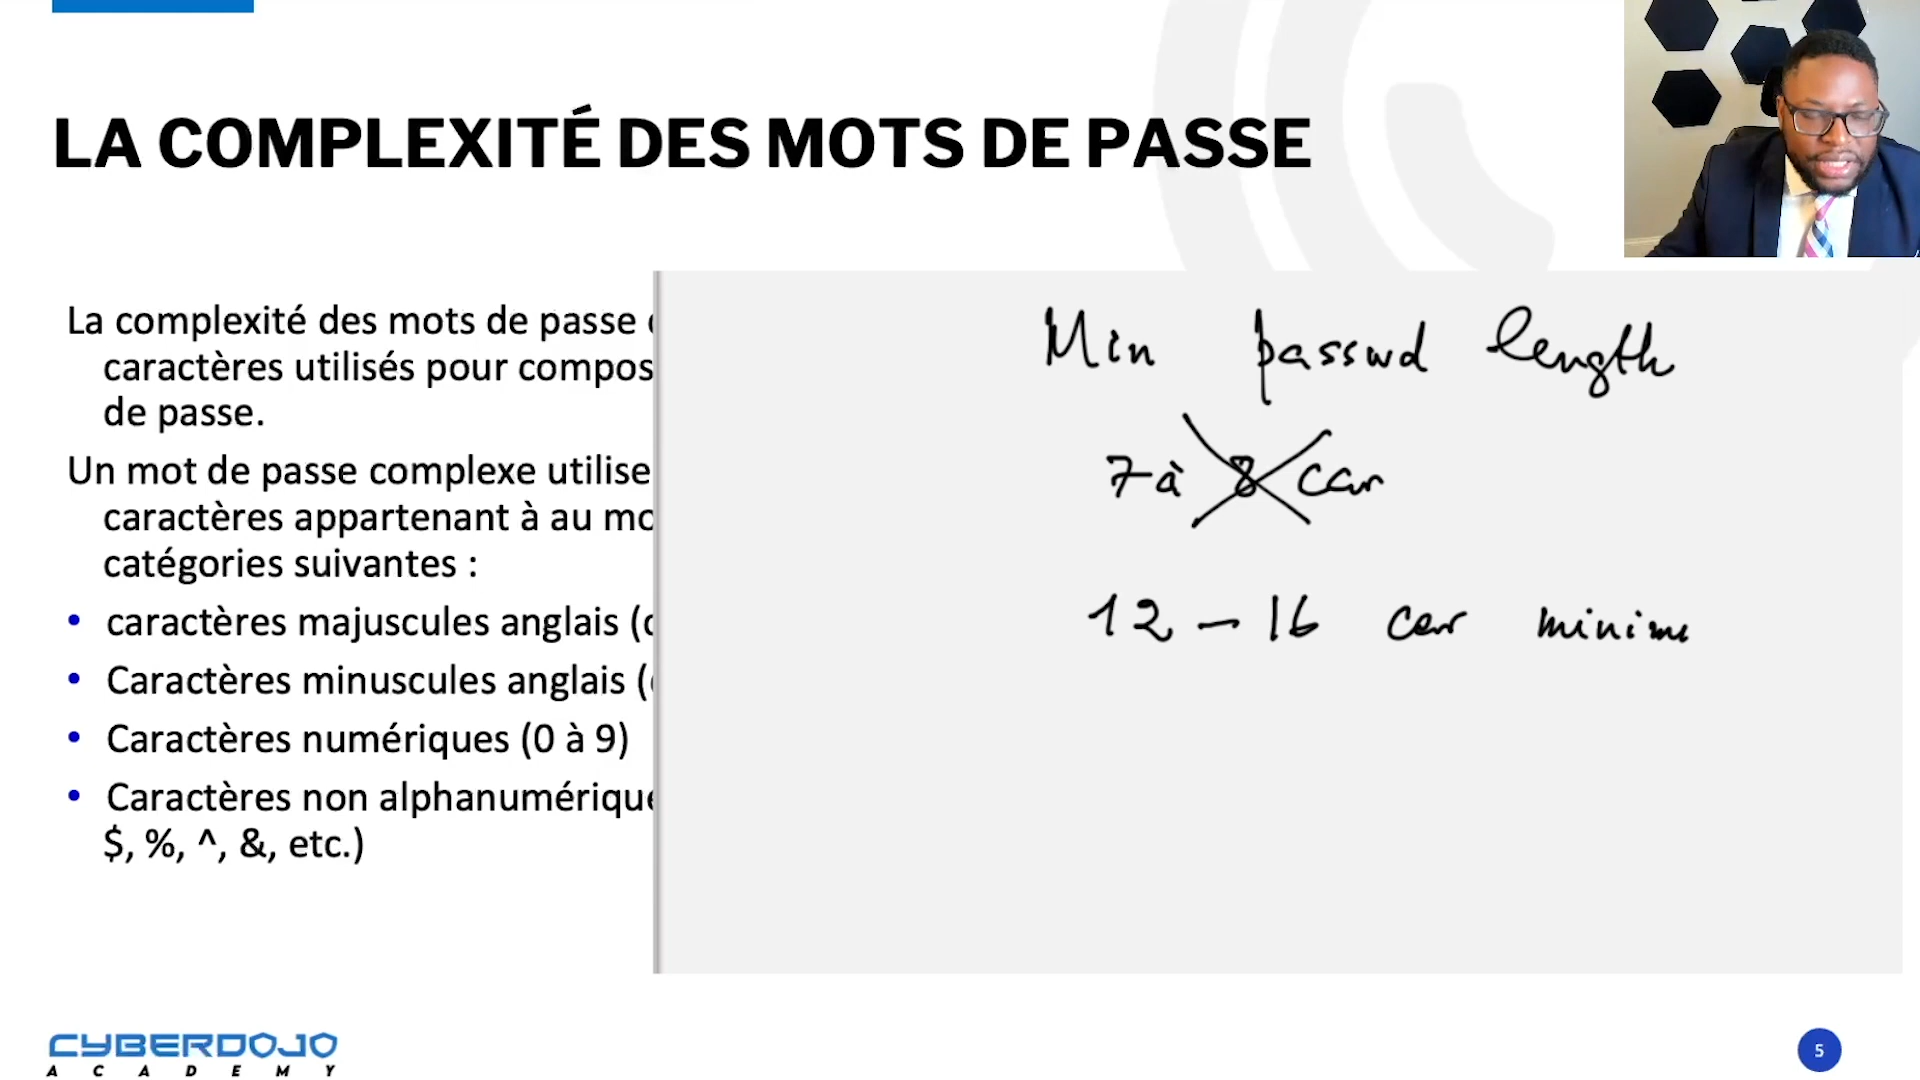 LA COMPLEXITÉ DES MOTS DE PASSE
La complexité des mots de passe
caractères utilisés pour compos
de passe.
Un mot de passe complexe utilise
caractères appartenant à au mo
catégories suivantes :
• caractères majuscules anglais (
• Caractères minuscules anglais (
• Caractères numériques (0 à 9)
• Caractères non alphanumérique
$, %, ^, &, etc.)
Min passwd length
7 à 8 car
12 - 16 car minime
CYBERDOJO
ACADEMY
5